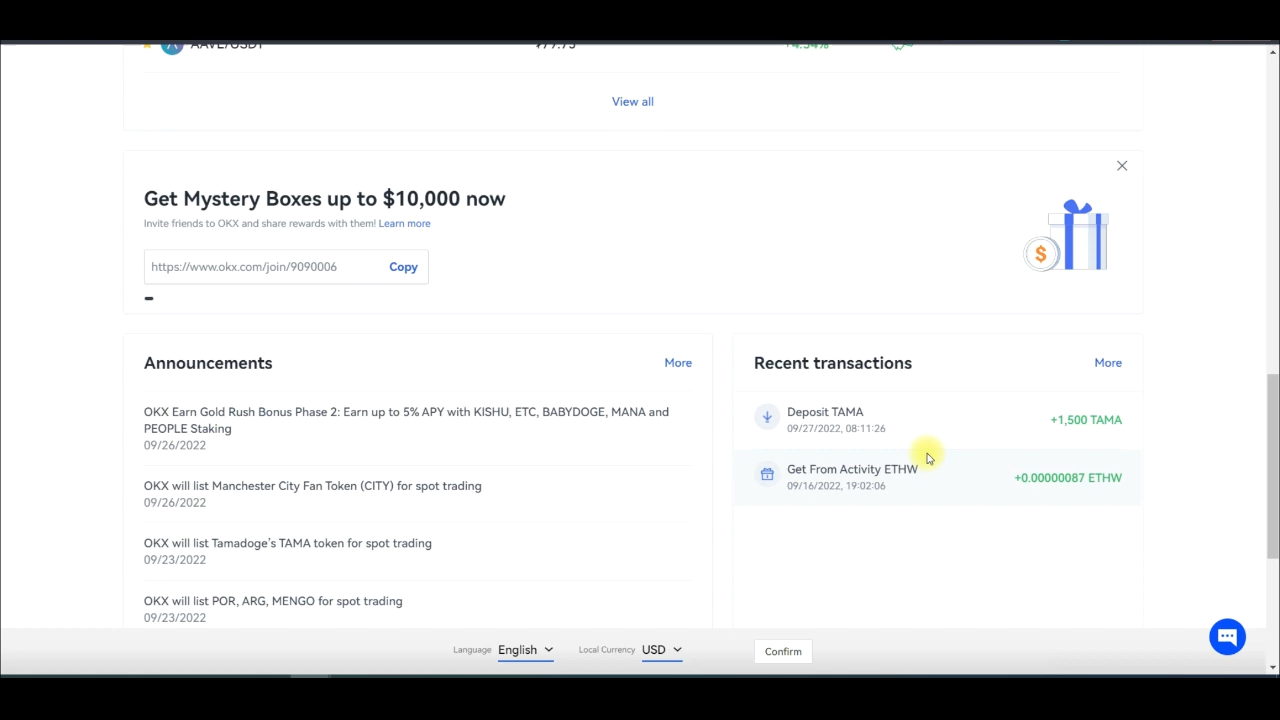 AAVE/USDT
+4.54%
View all
Get Mystery Boxes up to $10,000 now
Invite friends to OKX and share rewards with them! Learn more
https://www.okx.com/join/9090006 Copy
$
Announcements More
OKX Earn Gold Rush Bonus Phase 2: Earn up to 5% APY with KISHU, ETC, BABYDOGE, MANA and
PEOPLE Staking
09/26/2022
OKX will list Manchester City Fan Token (CITY) for spot trading
09/26/2022
OKX will list Tamadoge's TAMA token for spot trading
09/23/2022
OKX will list POR, ARG, MENGO for spot trading
09/23/2022
Recent transactions More
Deposit TAMA
09/27/2022, 08:11:26
+1,500 TAMA
Get From Activity ETHW
09/16/2022, 19:02:06
+0.00000087 ETHW
Language English Local Currency USD Confirm